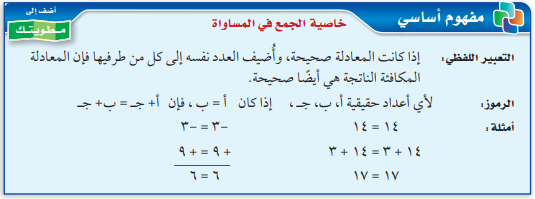 أضف إلى
مطويتك
مفهوم أساسي
خاصية الجمع في المساواة
التعبير اللفظي: إذا كانت المعادلة صحيحة، وأُضيف العدد نفسه إلى كل من طرفيها فإن المعادلة
المكافئة الناتجة هي أيضًا صحيحة.
الرموز: لأي أعداد حقيقية أ، ب، جـ ، إذا كان أ = ب ، فإن أ+ جـ = ب+ جـ
أمثلة: ١٤ = ١٤ −٣ = −٣
١٤ + ٣ = ١٤ + ٣ + ٩ = + ٩
١٧ = ١٧ ٦ = ٦